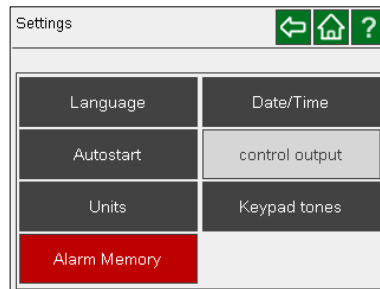 Settings
?
Language
Date/Time
Autostart
control output
Units
Keypad tones
Alarm Memory